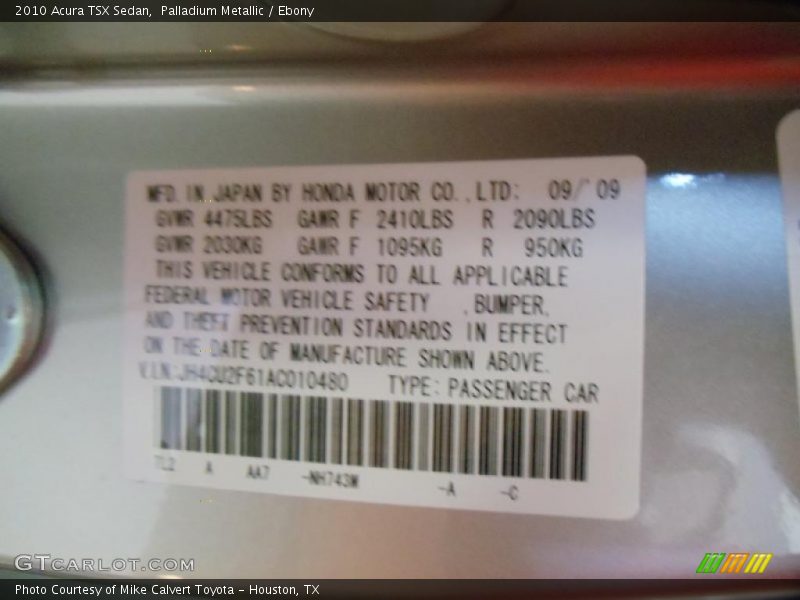 2010 Acura TSX Sedan,  Palladium Metallic / Ebony
MFD. IN JAPAN BY HONDA MOTOR CO., LTD: 09/ 09
GVWR 4475LBS GAWR F 2410LBS R 2090LBS
GVWR 2030KG GAWR F 1095KG R 950KG
THIS VEHICLE CONFORMS TO ALL APPLICABLE
FEDERAL MOTOR VEHICLE SAFETY , BUMPER,
AND THEFT PREVENTION STANDARDS IN EFFECT
ON THE DATE OF MANUFACTURE SHOWN ABOVE.
V.I.N: JH4CU2F61AC010480 TYPE: PASSENGER CAR
TL2 A AA7 -NH743M -A -C
GTCARLOT.COM
Photo Courtesy of Mike Calvert Toyota – Houston, TX